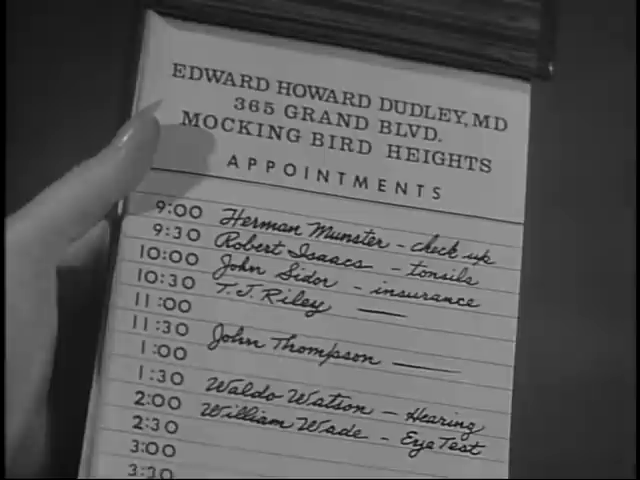 EDWARD HOWARD DUDLEY, MD
365 GRAND BLVD.
MOCKING BIRD HEIGHTS
APPOINTMENTS
9:00 Herman Munster - check up
9:30 Robert Isaacs - tonsils
10:00 John Sidor - insurance
10:30 T.J. Riley —
11:00
11:30 John Thompson —
1:00
1:30 Waldo Watson - Hearing
2:00 William Wade - Eye Test
2:30
3:00
3:30